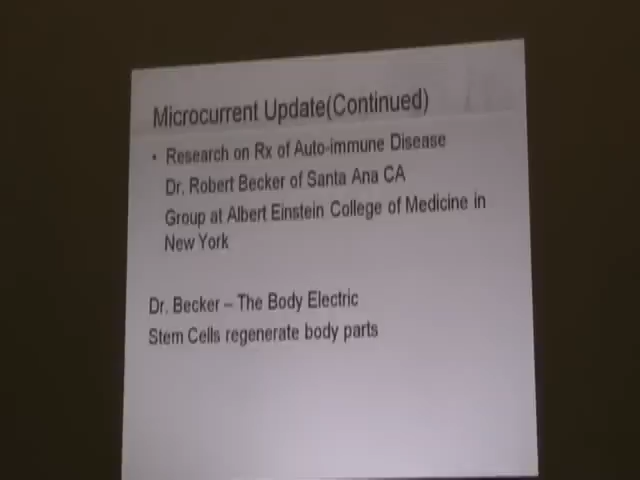 Microcurrent Update(Continued)
• Research on Rx of Auto-immune Disease
Dr. Robert Becker of Santa Ana CA
Group at Albert Einstein College of Medicine in
New York
Dr. Becker – The Body Electric
Stem Cells regenerate body parts